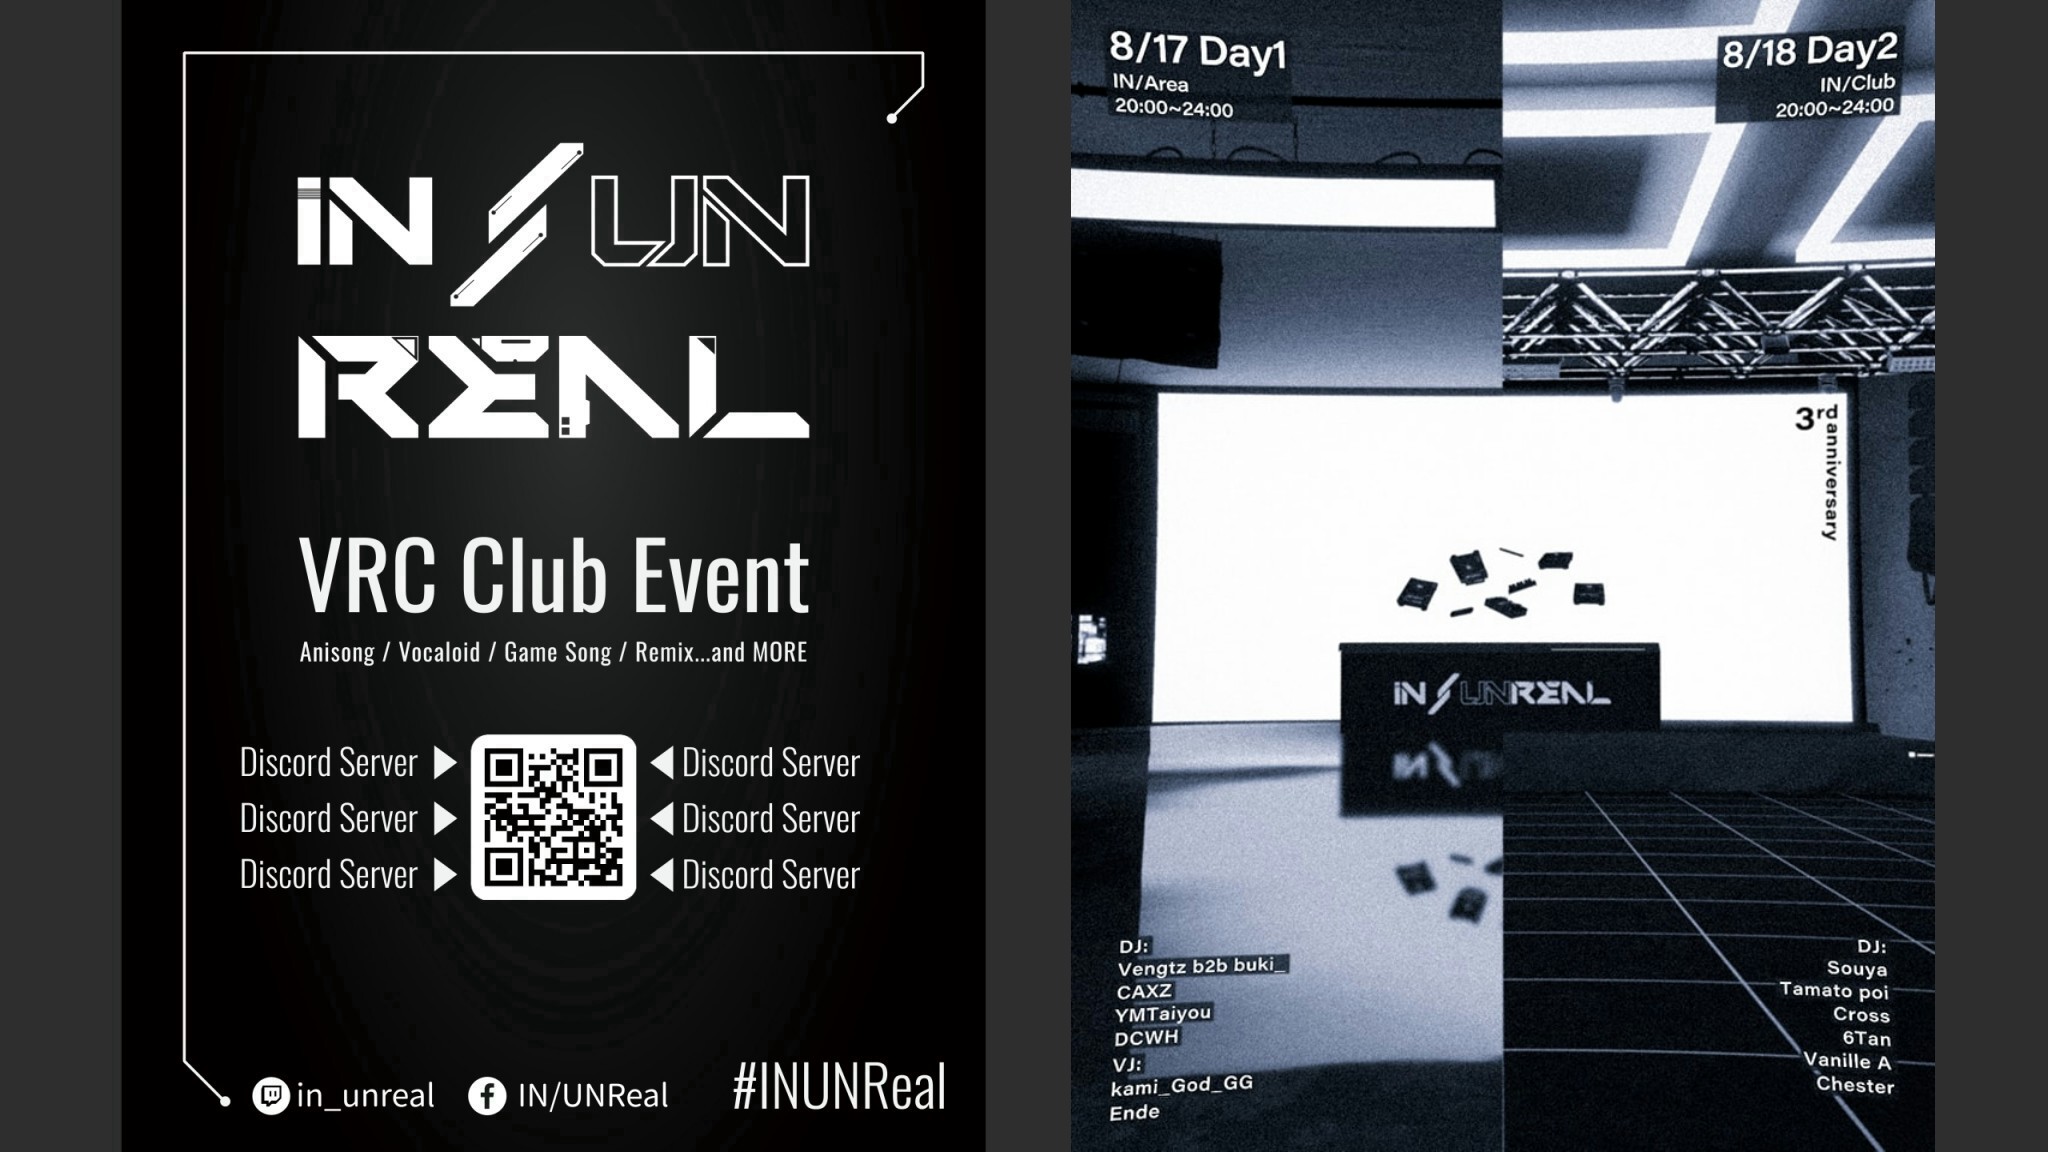 IN / UN
REAL
VRC Club Event
Anisong / Vocaloid / Game Song / Remix...and MORE
Discord Server
Discord Server
Discord Server
Discord Server
Discord Server
Discord Server
in_unreal
IN/UNReal
#INUNReal
8/17 Day1
IN/Area
20:00~24:00
8/18 Day2
IN/Club
20:00~24:00
3rd anniversary
IN/UNREAL
DJ:
Vengtz b2b buki_
CAXZ
YMTaiyou
DCWH
VJ:
kami_God_GG
Ende
DJ:
Souya
Tamato poi
Cross
6Tan
Vanille A
Chester